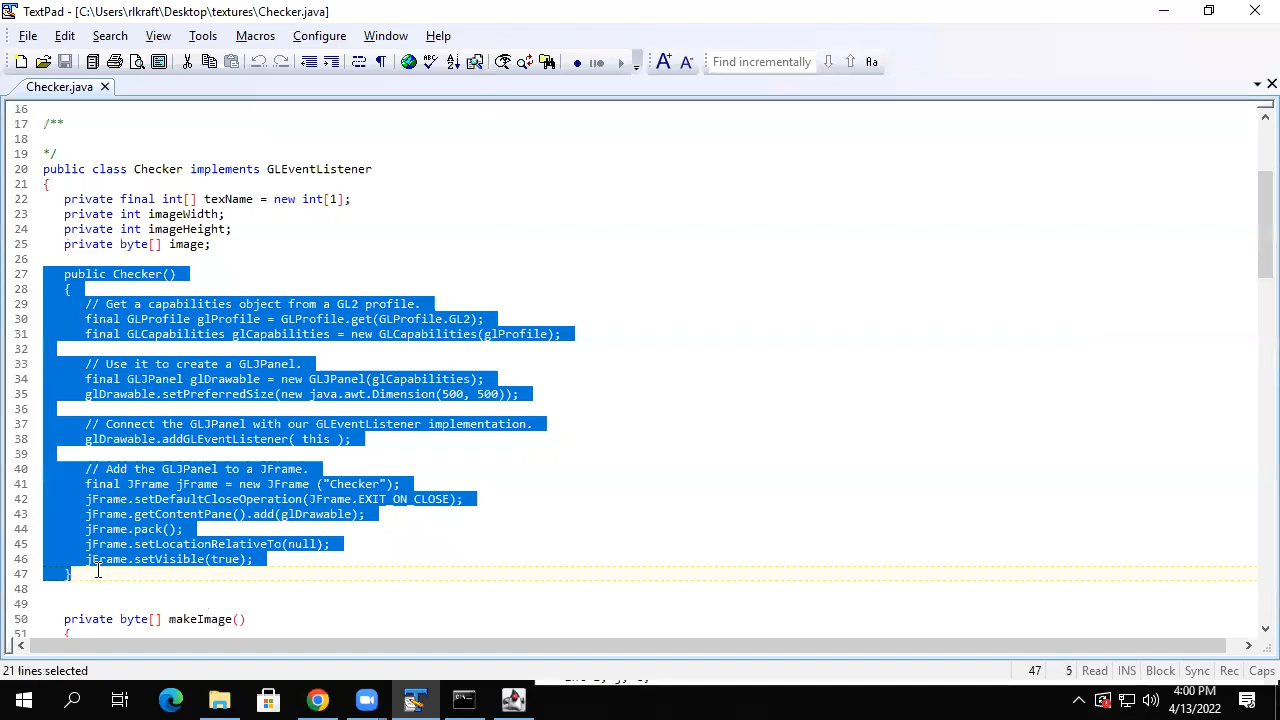 TextPad - [C:\Users\rlkraft\Desktop\textures\Checker.java]
File Edit Search View Tools Macros Configure Window Help
Find incrementally Aa
Checker.java
16
17 /**
18
19 */
20 public class Checker implements GLEventListener
21 {
22 private final int[] texName = new int[1];
23 private int imageWidth;
24 private int imageHeight;
25 private byte[] image;
26
27 public Checker()
28 {
29 // Get a capabilities object from a GL2 profile.
30 final GLProfile glProfile = GLProfile.get(GLProfile.GL2);
31 final GLCapabilities glCapabilities = new GLCapabilities(glProfile);
32
33 // Use it to create a GLJPanel.
34 final GLJPanel glDrawable = new GLJPanel(glCapabilities);
35 glDrawable.setPreferredSize(new java.awt.Dimension(500, 500));
36
37 // Connect the GLJPanel with our GLEventListener implementation.
38 glDrawable.addGLEventListener( this );
39
40 // Add the GLJPanel to a JFrame.
41 final JFrame jFrame = new JFrame ("Checker");
42 jFrame.setDefaultCloseOperation(JFrame.EXIT_ON_CLOSE);
43 jFrame.getContentPane().add(glDrawable);
44 jFrame.pack();
45 jFrame.setLocationRelativeTo(null);
46 jFrame.setVisible(true);
47 }
48
49
50 private byte[] makeImage()
51 {
21 lines selected 47 5 Read INS Block Sync Rec Caps
4:00 PM
4/13/2022